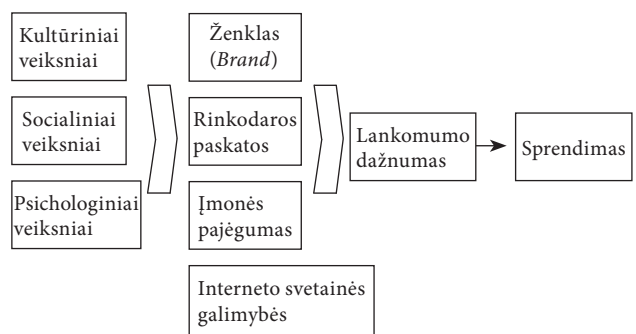 Kultūriniai
veiksniai
Socialiniai
veiksniai
Psichologiniai
veiksniai
Ženklas
(Brand)
Rinkodaros
paskatos
Įmonės
pajėgumas
Interneto svetainės
galimybės
Lankomumo
dažnumas
Sprendimas